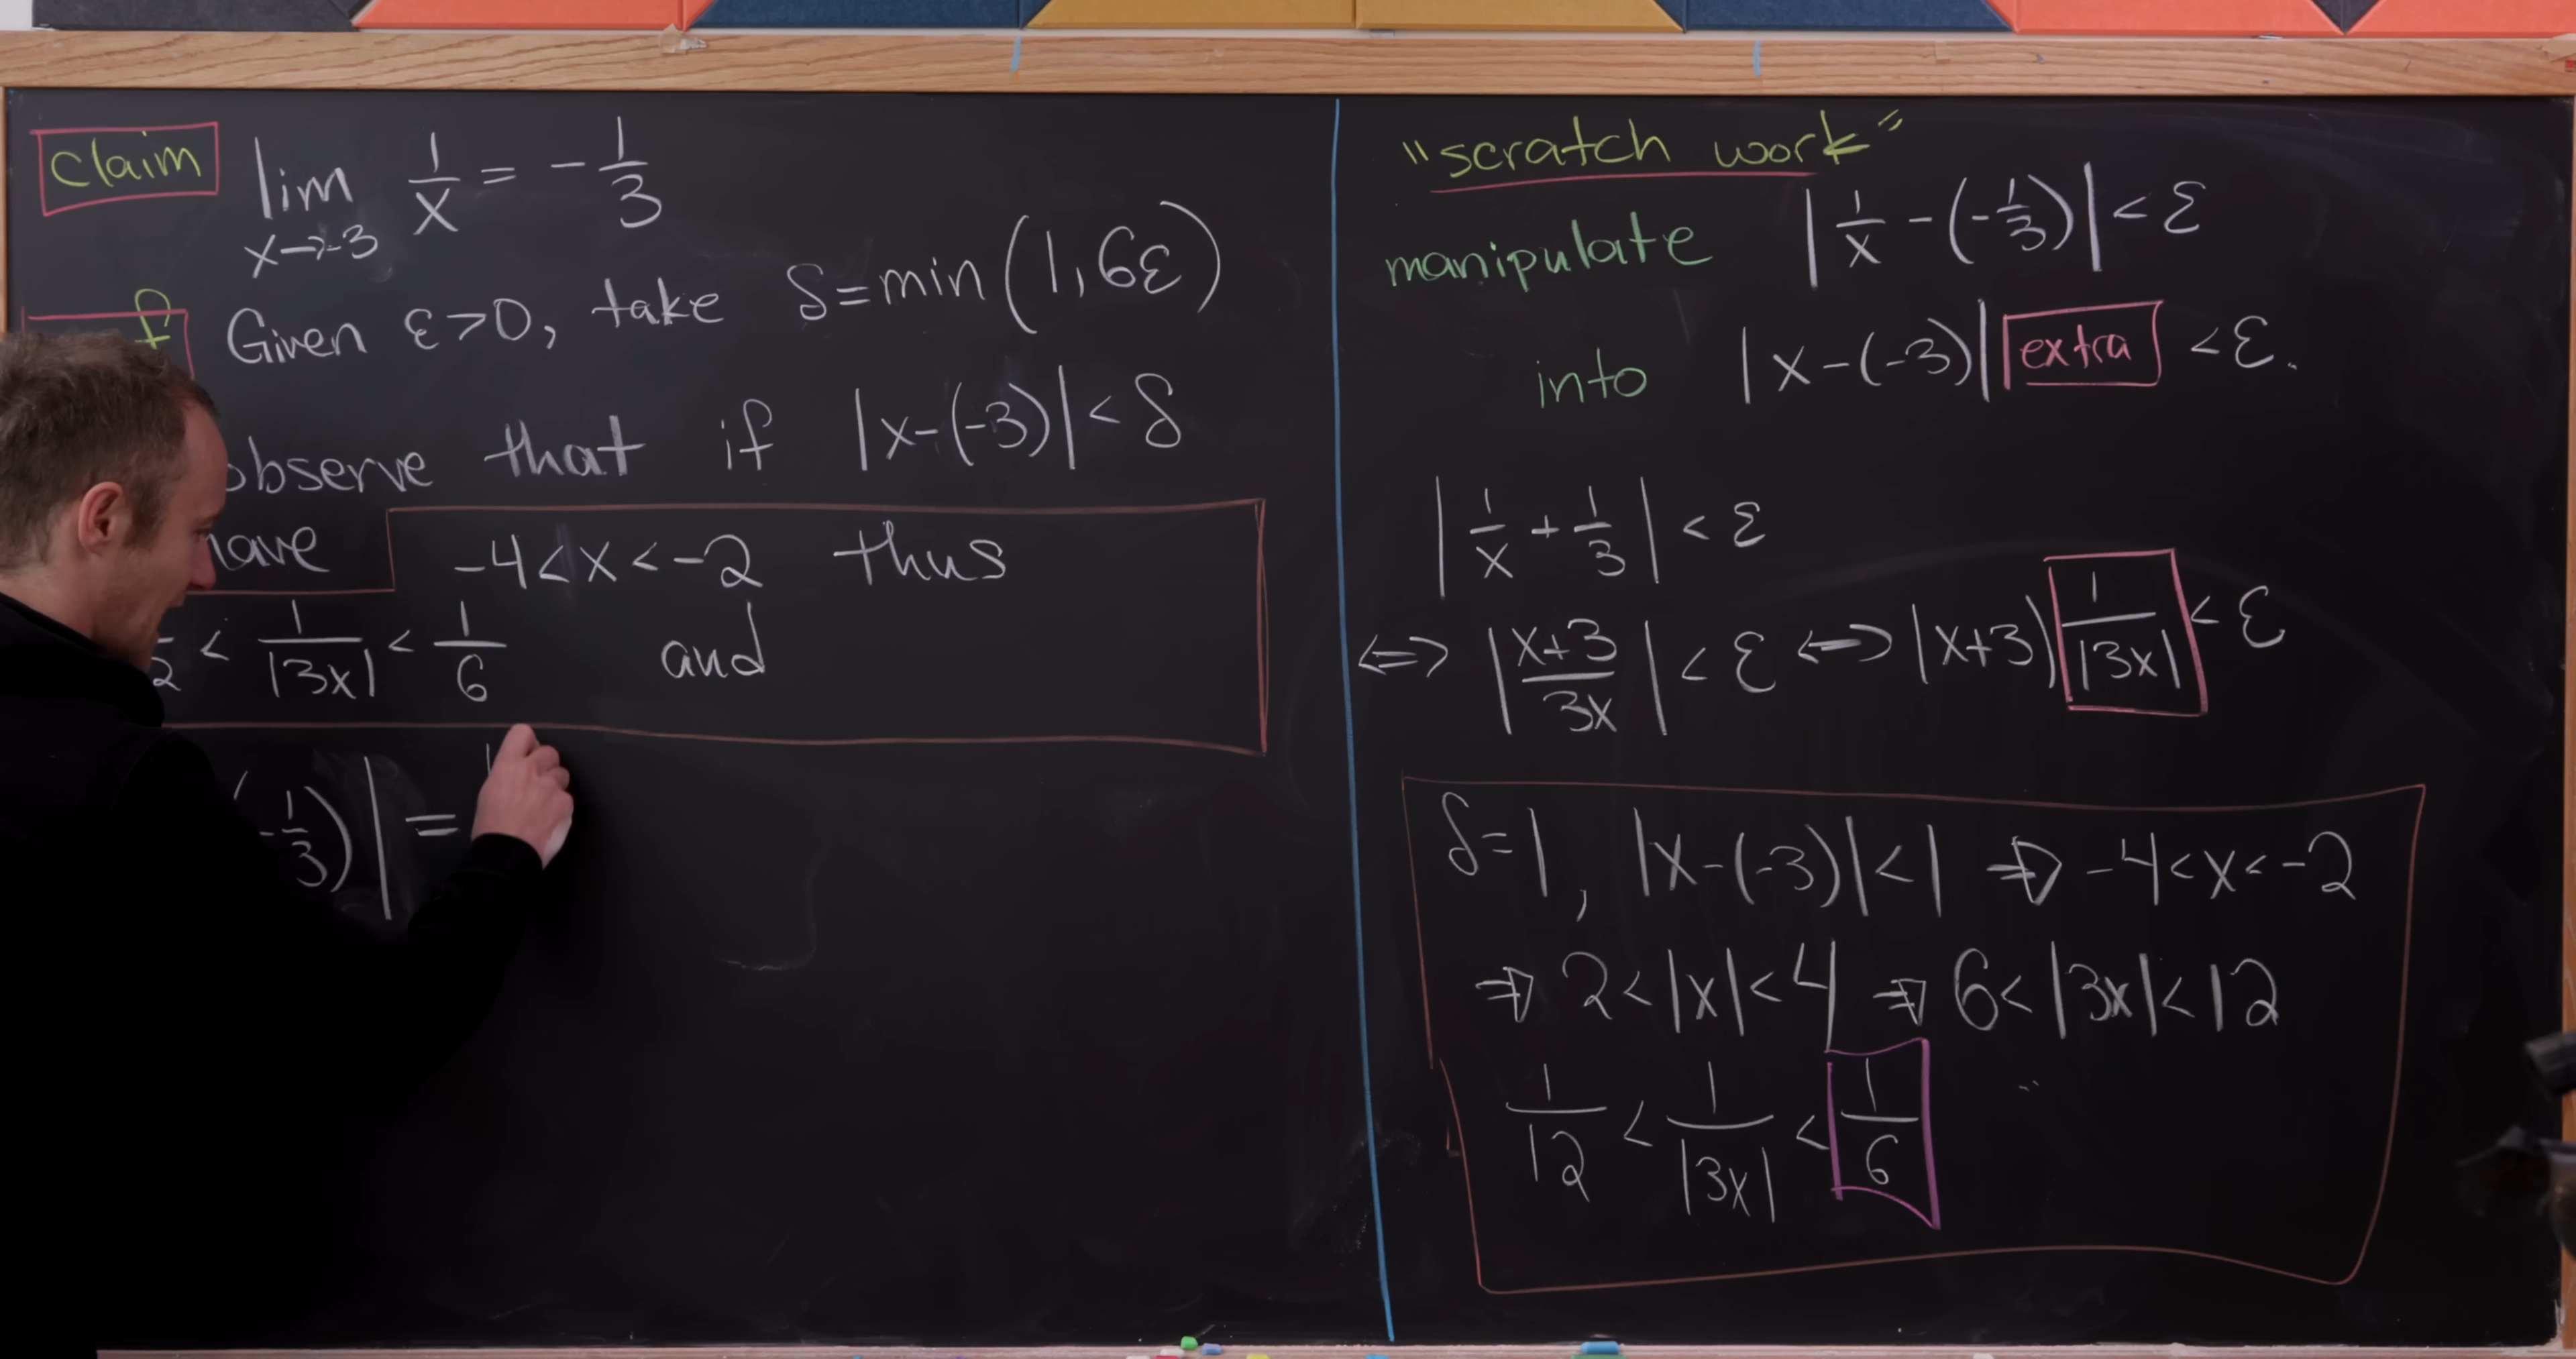 Claim lim x→-3 1/x = -1/3
f Given ε>0, take δ=min(1,6ε)
observe that if |x-(-3)|<δ
have -4<x<-2 thus
2 < 1/|3x| < 1/6 and
(-1/3)| =
"scratch work"
manipulate |1/x - (-1/3)| < ε
into |x-(-3)| extra < ε.
|1/x + 1/3| < ε
⟺ |(x+3)/3x| < ε ⟺ |x+3| 1/|3x| < ε
δ=1, |x-(-3)|<1 ⇒ -4<x<-2
⇒ 2<|x|<4 ⇒ 6<|3x|<12
1/12 < 1/|3x| < 1/6